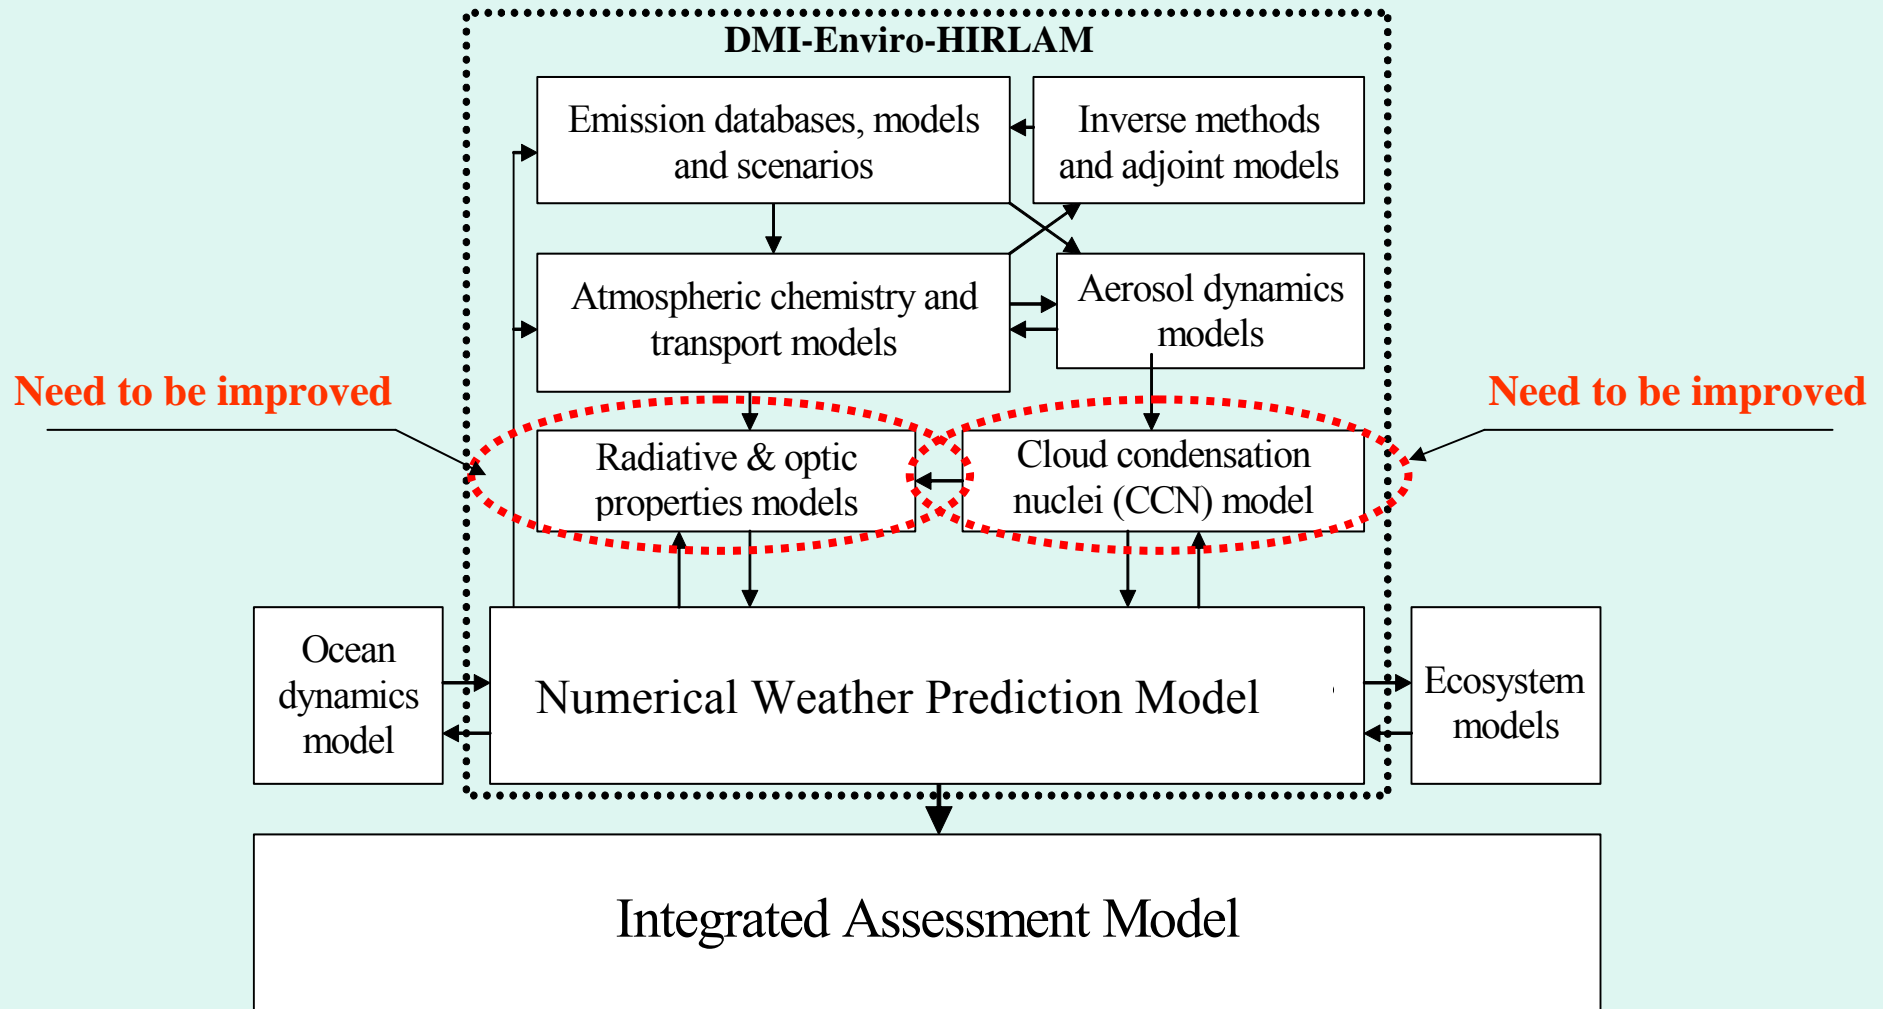 DMI-Enviro-HIRLAM
Emission databases, models
and scenarios
Inverse methods
and adjoint models
Atmospheric chemistry and
transport models
Aerosol dynamics
models
Need to be improved
Need to be improved
Radiative & optic
properties models
Cloud condensation
nuclei (CCN) model
Ocean
dynamics
model
Numerical Weather Prediction Model
Ecosystem
models
Integrated Assessment Model